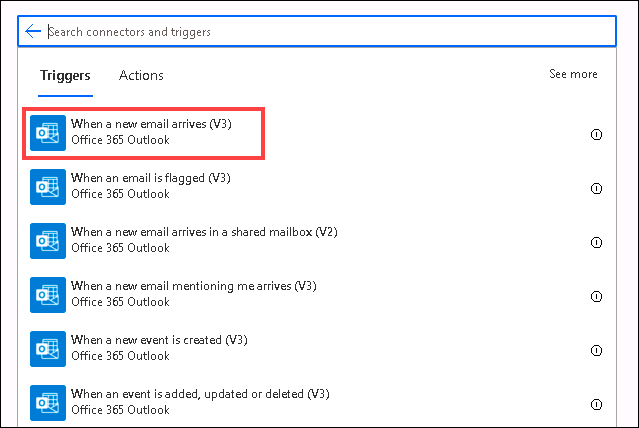 Search connectors and triggers
Triggers Actions See more
When a new email arrives (V3)
Office 365 Outlook
When an email is flagged (V3)
Office 365 Outlook
When a new email arrives in a shared mailbox (V2)
Office 365 Outlook
When a new email mentioning me arrives (V3)
Office 365 Outlook
When a new event is created (V3)
Office 365 Outlook
When an event is added, updated or deleted (V3)
Office 365 Outlook